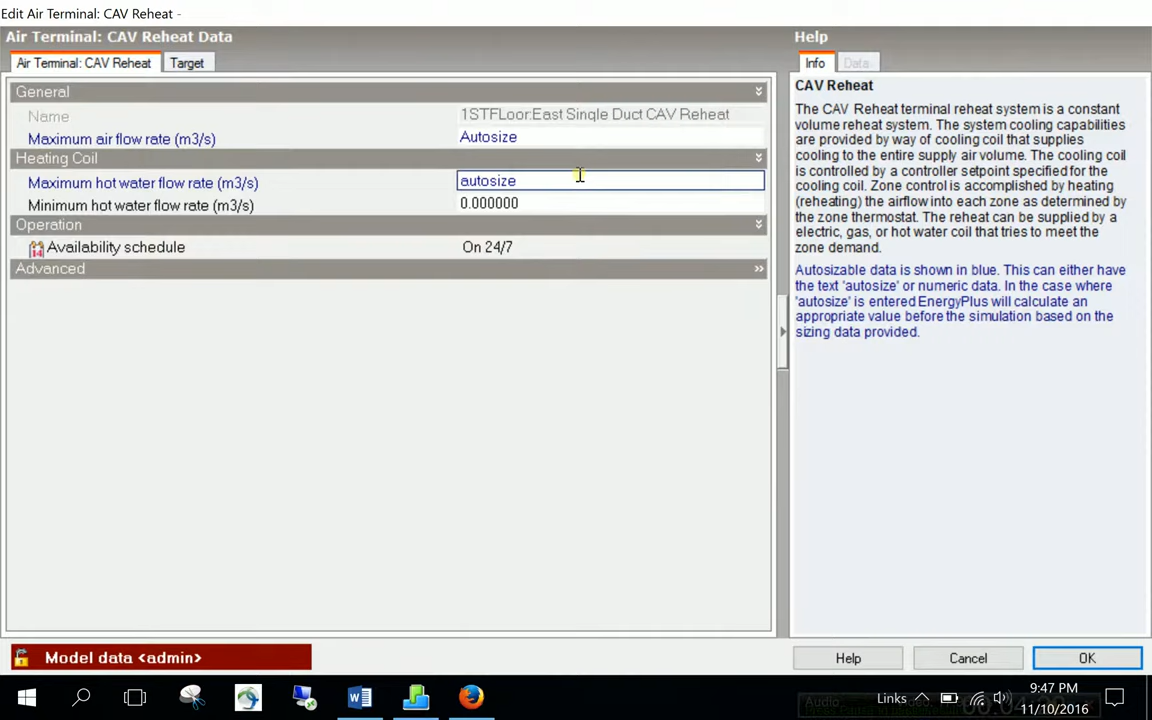 Edit Air Terminal: CAV Reheat -
Air Terminal: CAV Reheat Data
Air Terminal: CAV Reheat
Target
General
Name
1STFloor:East Single Duct CAV Reheat
Maximum air flow rate (m3/s)
Autosize
Heating Coil
Maximum hot water flow rate (m3/s)
autosize
Minimum hot water flow rate (m3/s)
0.000000
Operation
Availability schedule
On 24/7
Advanced
Help
Info
Data
CAV Reheat
The CAV Reheat terminal reheat system is a constant
volume reheat system. The system cooling capabilities
are provided by way of cooling coil that supplies
cooling to the entire supply air volume. The cooling coil
is controlled by a controller setpoint specified for the
cooling coil. Zone control is accomplished by heating
(reheating) the airflow into each zone as determined by
the zone thermostat. The reheat can be supplied by a
electric, gas, or hot water coil that tries to meet the
zone demand.
Autosizable data is shown in blue. This can either have
the text 'autosize' or numeric data. In the case where
'autosize' is entered EnergyPlus will calculate an
appropriate value before the simulation based on the
sizing data provided.
Model data <admin>
Help
Cancel
OK
Links
9:47 PM
11/10/2016
Audio